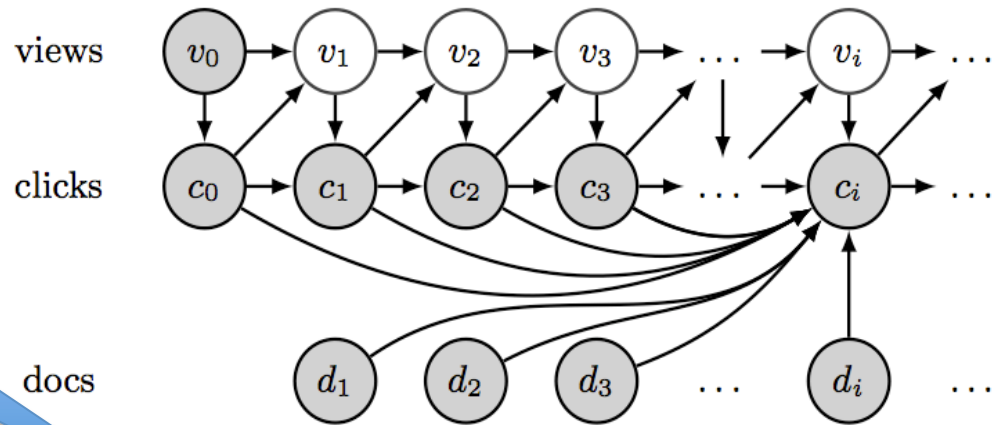 views v₀ v₁ v₂ v₃ ... vᵢ ...
clicks c₀ c₁ c₂ c₃ ... cᵢ ...
docs d₁ d₂ d₃ ... dᵢ ...